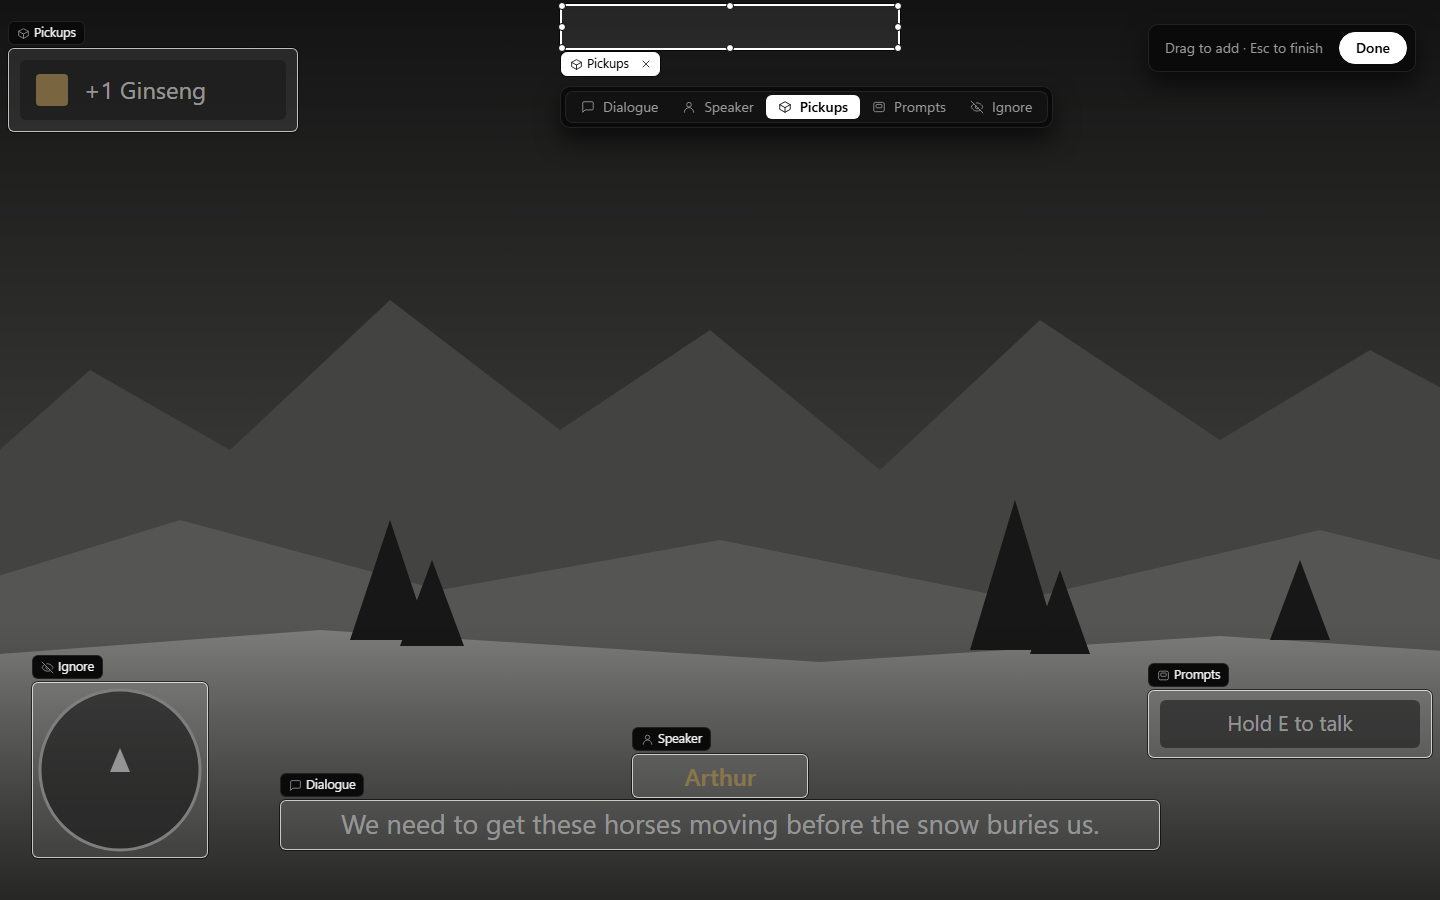 Pickups
+1 Ginseng
Pickups
Drag to add · Esc to finish
Done
Dialogue
Speaker
Pickups
Prompts
Ignore
Ignore
Prompts
Hold E to talk
Speaker
Arthur
Dialogue
We need to get these horses moving before the snow buries us.